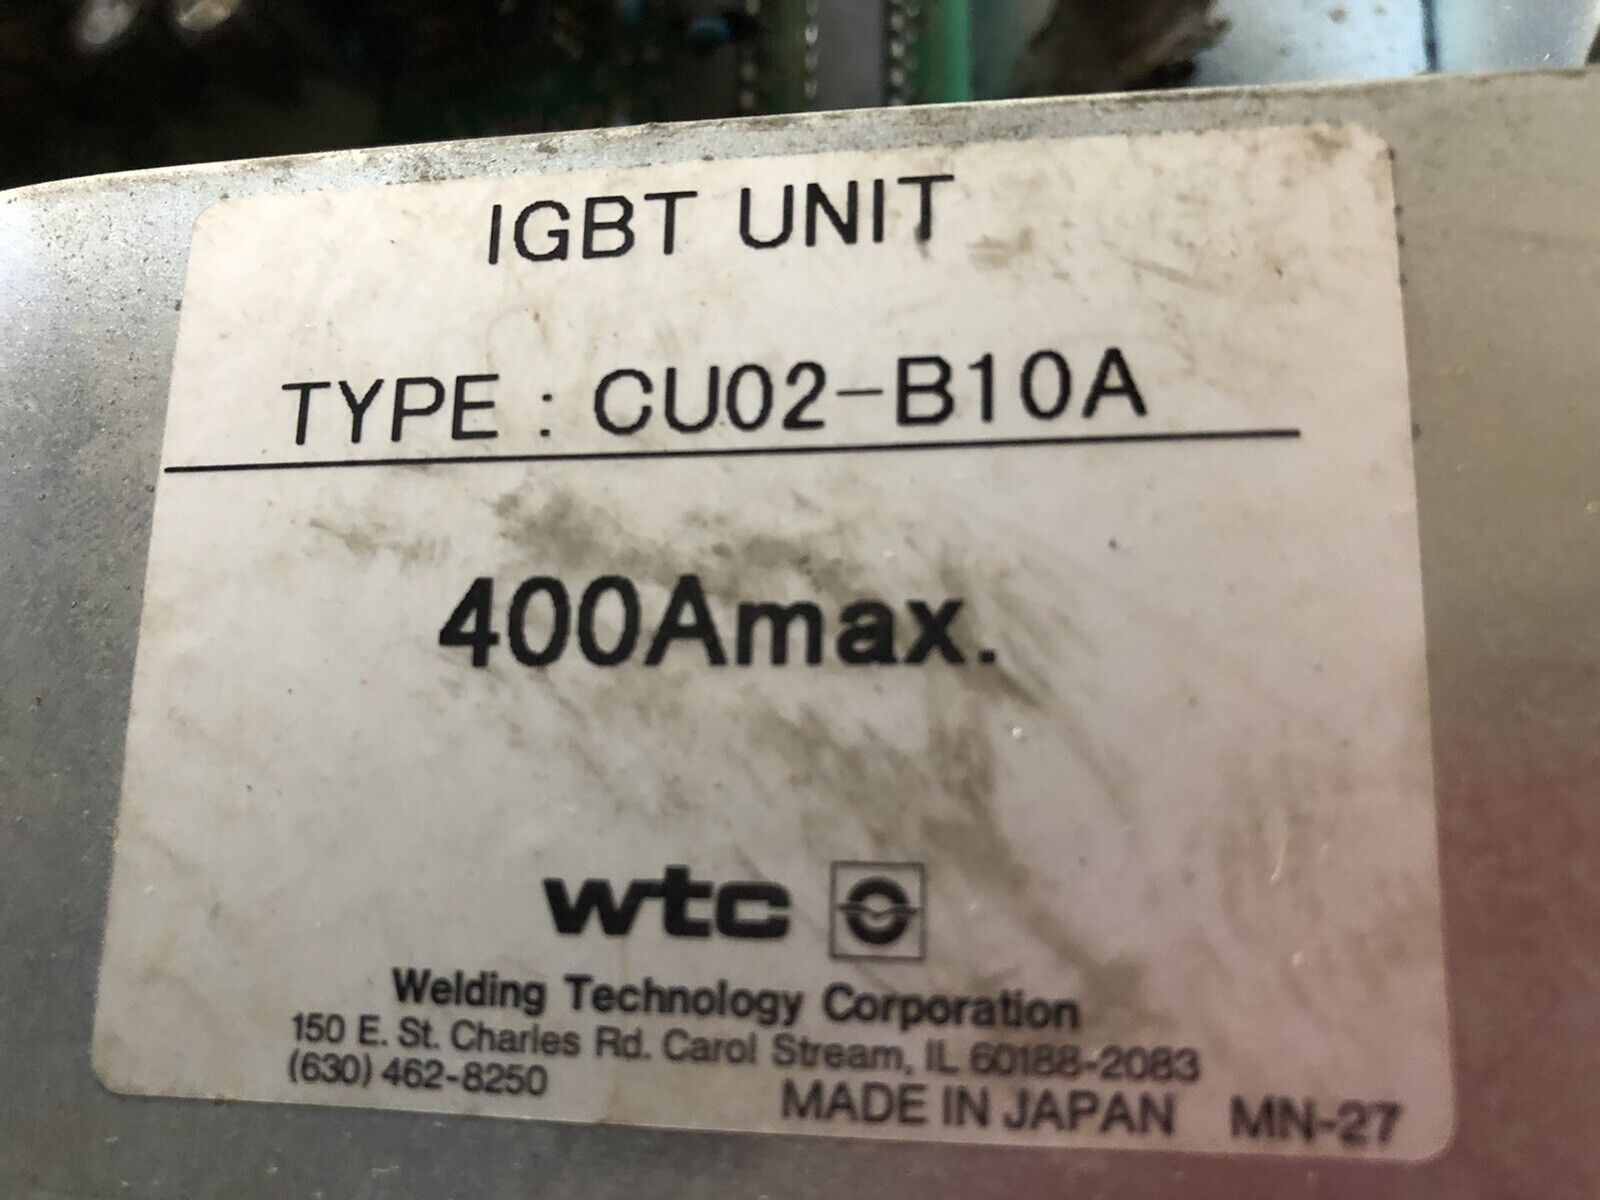 IGBT UNIT
TYPE : CU02-B10A
400Amax.
wtc
Welding Technology Corporation
150 E. St. Charles Rd. Carol Stream, IL 60188-2083
(630) 462-8250
MADE IN JAPAN MN-27